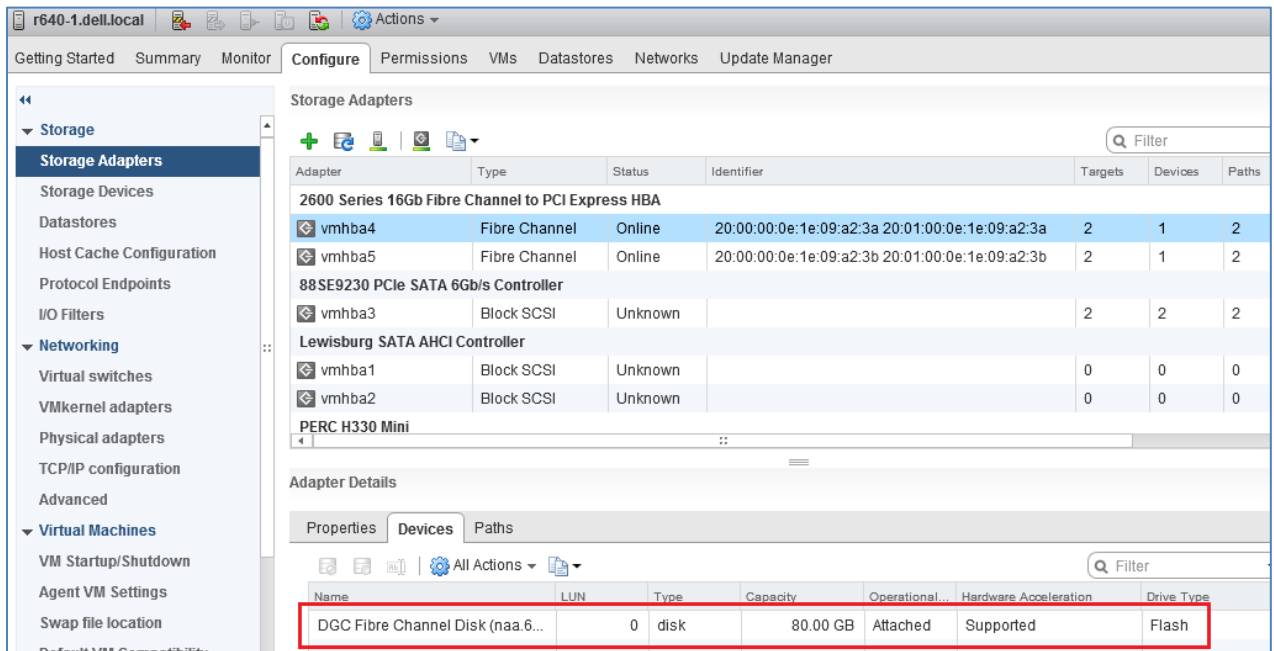 r640-1.dell.local Actions
Getting Started Summary Monitor Configure Permissions VMs Datastores Networks Update Manager
Storage
Storage Adapters
Storage Devices
Datastores
Host Cache Configuration
Protocol Endpoints
I/O Filters
Networking
Virtual switches
VMkernel adapters
Physical adapters
TCP/IP configuration
Advanced
Virtual Machines
VM Startup/Shutdown
Agent VM Settings
Swap file location
Default VM Compatibility
Storage Adapters
Filter
Adapter Type Status Identifier Targets Devices Paths
2600 Series 16Gb Fibre Channel to PCI Express HBA
vmhba4 Fibre Channel Online 20:00:00:0e:1e:09:a2:3a 20:01:00:0e:1e:09:a2:3a 2 1 2
vmhba5 Fibre Channel Online 20:00:00:0e:1e:09:a2:3b 20:01:00:0e:1e:09:a2:3b 2 1 2
88SE9230 PCIe SATA 6Gb/s Controller
vmhba3 Block SCSI Unknown 2 2 2
Lewisburg SATA AHCI Controller
vmhba1 Block SCSI Unknown 0 0 0
vmhba2 Block SCSI Unknown 0 0 0
PERC H330 Mini
Adapter Details
Properties Devices Paths
All Actions Filter
Name LUN Type Capacity Operational... Hardware Acceleration Drive Type
DGC Fibre Channel Disk (naa.6... 0 disk 80.00 GB Attached Supported Flash